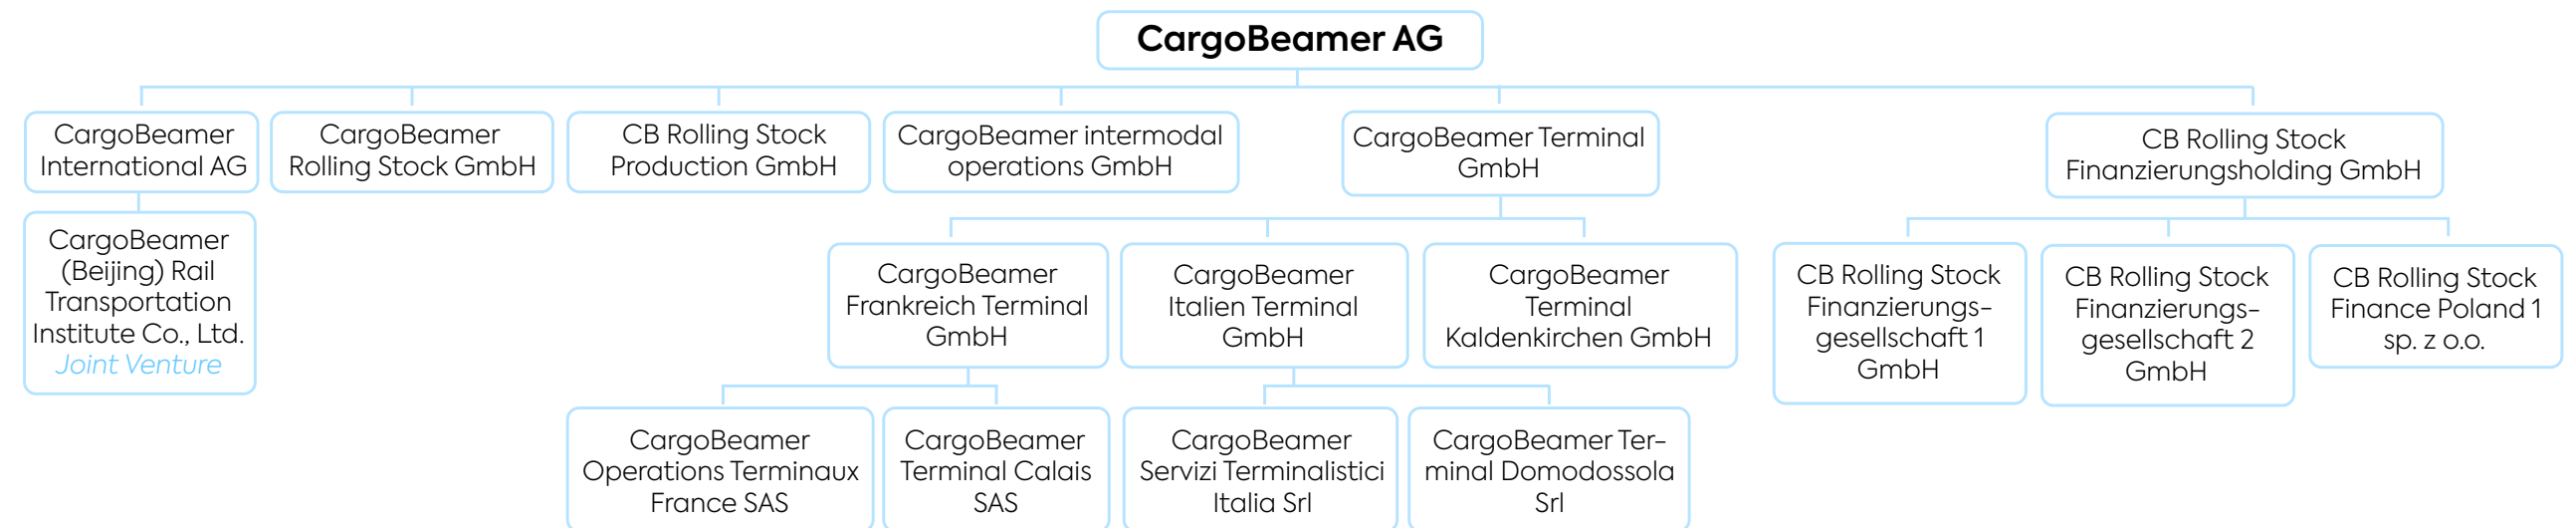 CargoBeamer AG
CargoBeamer
International AG
CargoBeamer
Rolling Stock GmbH
CB Rolling Stock
Production GmbH
CargoBeamer intermodal
operations GmbH
CargoBeamer Terminal
GmbH
CB Rolling Stock
Finanzierungsholding GmbH
CargoBeamer
(Beijing) Rail
Transportation
Institute Co., Ltd.
Joint Venture
CargoBeamer
Frankreich Terminal
GmbH
CargoBeamer
Italien Terminal
GmbH
CargoBeamer
Terminal
Kaldenkirchen GmbH
CB Rolling Stock
Finanzierungs-
gesellschaft 1
GmbH
CB Rolling Stock
Finanzierungs-
gesellschaft 2
GmbH
CB Rolling Stock
Finance Poland 1
sp. z o.o.
CargoBeamer
Operations Terminaux
France SAS
CargoBeamer
Terminal Calais
SAS
CargoBeamer
Servizi Terminalistici
Italia Srl
CargoBeamer Ter-
minal Domodossola
Srl